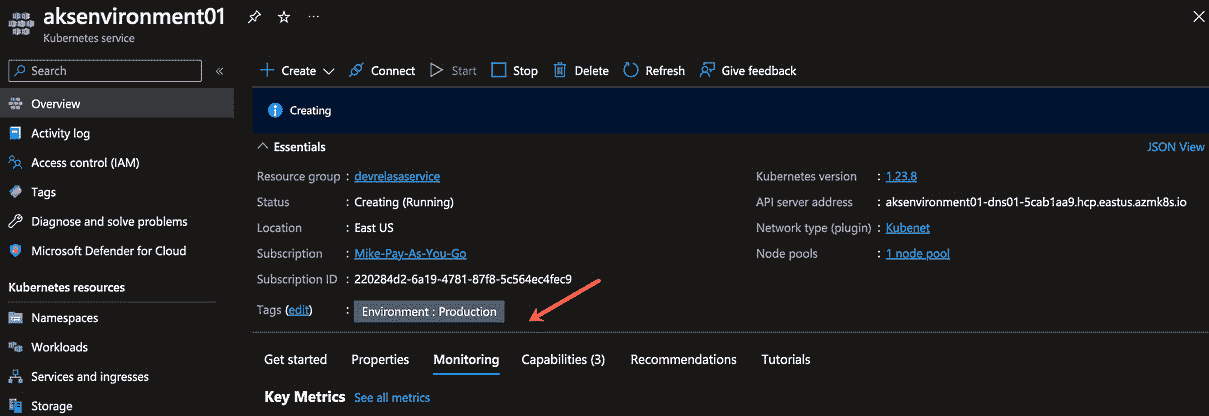 aksenvironment01
Kubernetes service
Search
«
Overview
Activity log
Access control (IAM)
Tags
Diagnose and solve problems
Microsoft Defender for Cloud
Kubernetes resources
Namespaces
Workloads
Services and ingresses
Storage
Create Connect Start Stop Delete Refresh Give feedback
Creating
Essentials JSON View
Resource group : devrelasaservice
Status : Creating (Running)
Location : East US
Subscription : Mike-Pay-As-You-Go
Subscription ID : 220284d2-6a19-4781-87f8-5c564ec4fec9
Tags (edit) : Environment : Production
Kubernetes version : 1.23.8
API server address : aksenvironment01-dns01-5cab1aa9.hcp.eastus.azmk8s.io
Network type (plugin) : Kubenet
Node pools : 1 node pool
Get started Properties Monitoring Capabilities (3) Recommendations Tutorials
Key Metrics See all metrics